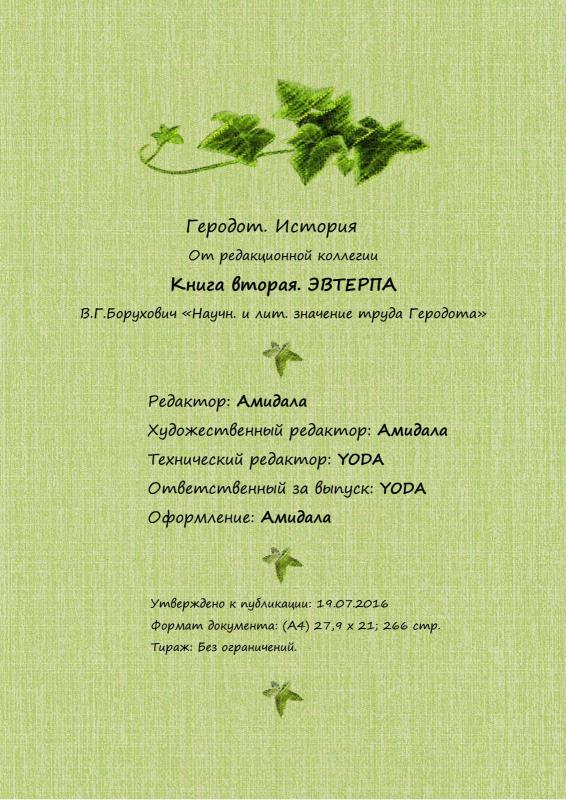 Геродот. История
От редакционной коллегии
Книга вторая. ЭВТЕРПА
В.Г.Борухович «Научн. и лит. значение труда Геродота»
Редактор: Амидала
Художественный редактор: Амидала
Технический редактор: YODA
Ответственный за выпуск: YODA
Оформление: Амидала
Утверждено к публикации: 19.07.2016
Формат документа: (А4) 27,9 х 21; 266 стр.
Тираж: Без ограничений.